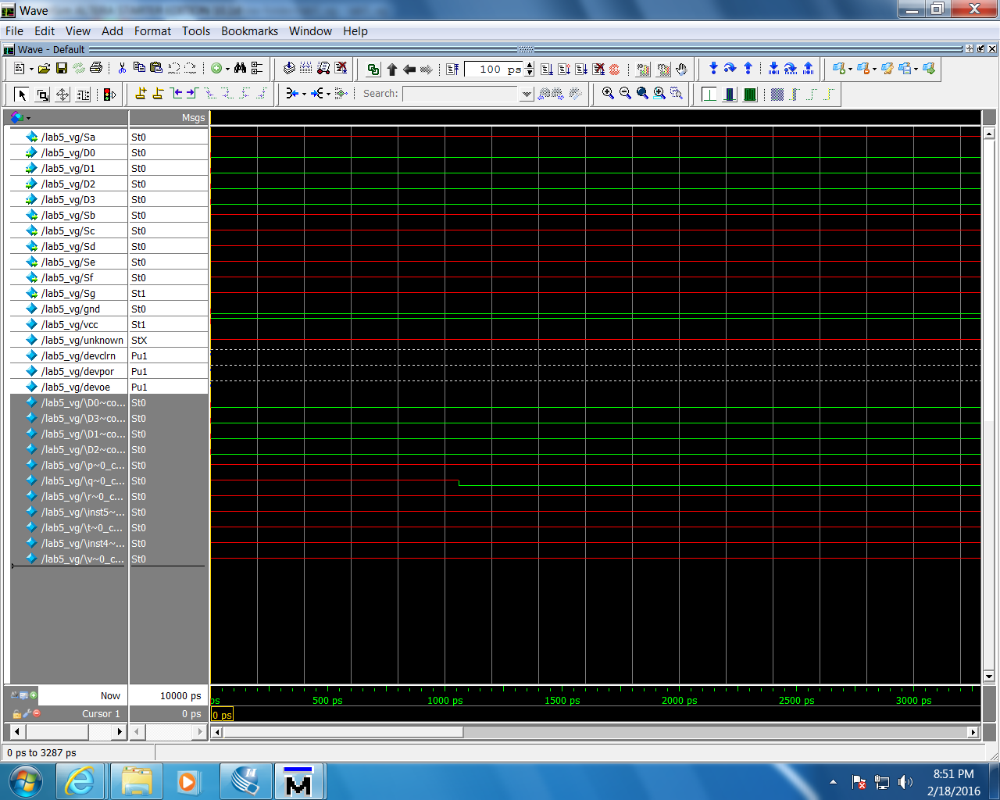 Wave
File Edit View Add Format Tools Bookmarks Window Help
Wave - Default
100 ps
Search:
Msgs
/lab5_vg/Sa St0
/lab5_vg/D0 St0
/lab5_vg/D1 St0
/lab5_vg/D2 St0
/lab5_vg/D3 St0
/lab5_vg/Sb St0
/lab5_vg/Sc St0
/lab5_vg/Sd St0
/lab5_vg/Se St0
/lab5_vg/Sf St0
/lab5_vg/Sg St1
/lab5_vg/gnd St0
/lab5_vg/vcc St1
/lab5_vg/unknown StX
/lab5_vg/devclrn Pu1
/lab5_vg/devpor Pu1
/lab5_vg/devoe Pu1
/lab5_vg/\D0~co... St0
/lab5_vg/\D3~co... St0
/lab5_vg/\D1~co... St0
/lab5_vg/\D2~co... St0
/lab5_vg/\p~0_c... St0
/lab5_vg/\q~0_c... St0
/lab5_vg/\r~0_c... St0
/lab5_vg/\inst5~... St0
/lab5_vg/\t~0_c... St0
/lab5_vg/\inst4~... St0
/lab5_vg/\v~0_c... St0
Now 10000 ps ps 500 ps 1000 ps 1500 ps 2000 ps 2500 ps 3000 ps
Cursor 1 0 ps 0 ps
0 ps to 3287 ps
8:51 PM
2/18/2016